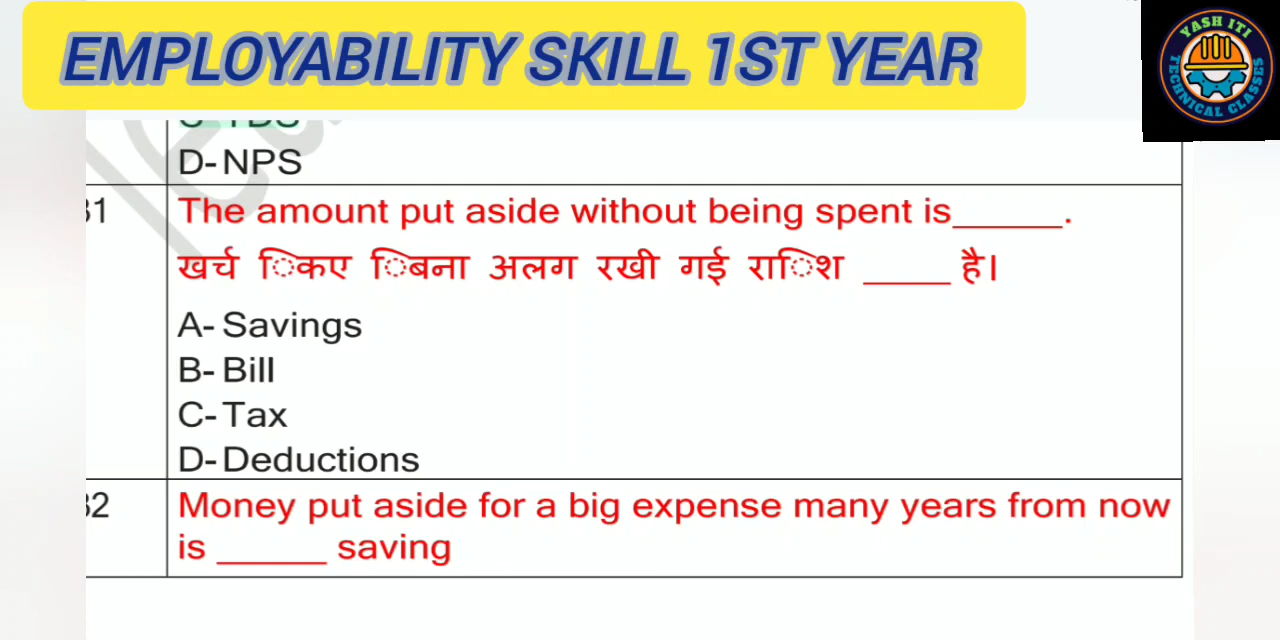 EMPLOYABILITY SKILL 1ST YEAR
YASH ITI
TECHNICAL CLASSES
D- NPS
31 The amount put aside without being spent is______.
खर्च िकए िबना अलग रखी गई रािश _____ है।
A- Savings
B- Bill
C- Tax
D- Deductions
32 Money put aside for a big expense many years from now
is ______ saving